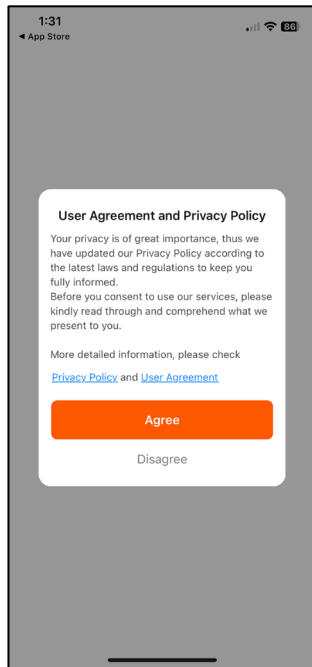 1:31
86
◀ App Store
User Agreement and Privacy Policy
Your privacy is of great importance, thus we
have updated our Privacy Policy according to
the latest laws and regulations to keep you
fully informed.
Before you consent to use our services, please
kindly read through and comprehend what we
present to you.
More detailed information, please check
Privacy Policy and User Agreement
Agree
Disagree